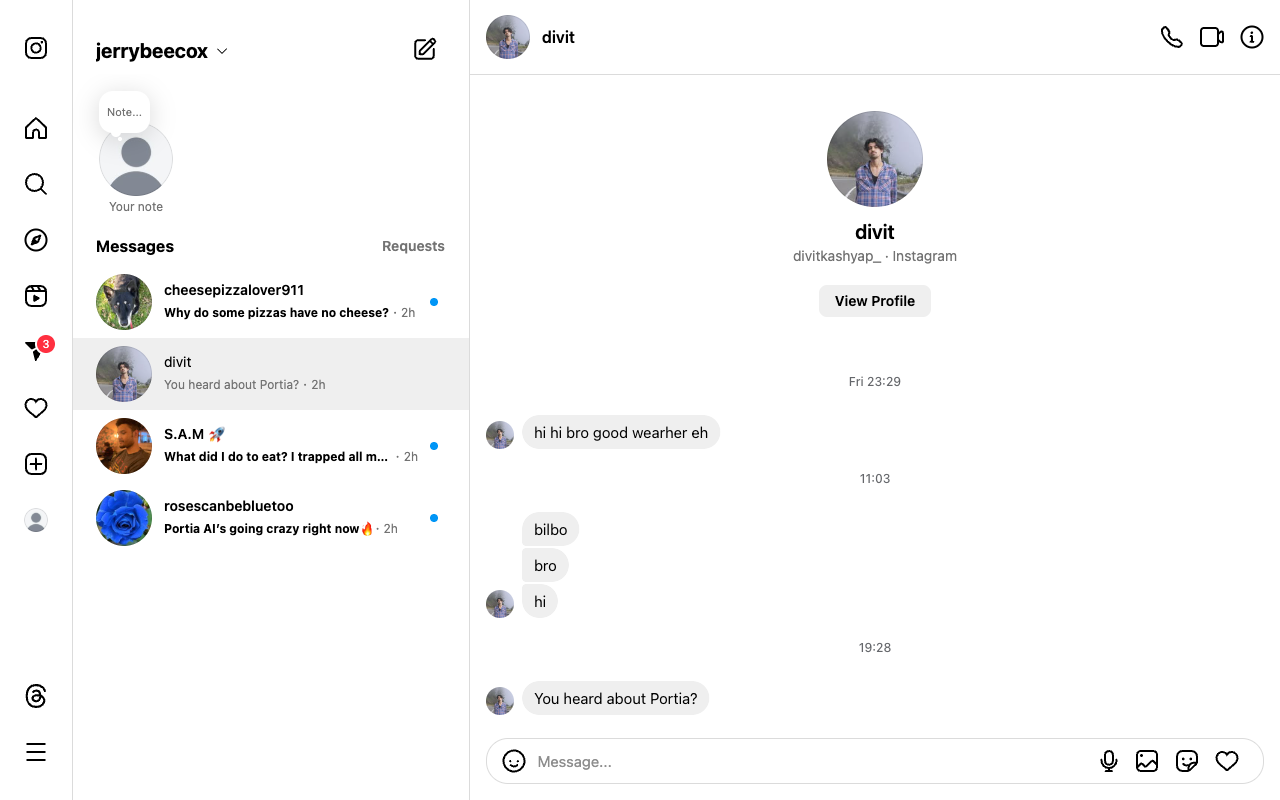 jerrybeecox
Note...
Your note
Messages
Requests
cheesepizzalover911
Why do some pizzas have no cheese? · 2h
divit
You heard about Portia? · 2h
3
S.A.M 🚀
What did I do to eat? I trapped all m... · 2h
rosescanbebluetoo
Portia AI's going crazy right now🔥 · 2h
divit
divit
divitkashyap_ · Instagram
View Profile
Fri 23:29
hi hi bro good wearher eh
11:03
bilbo
bro
hi
19:28
You heard about Portia?
Message...